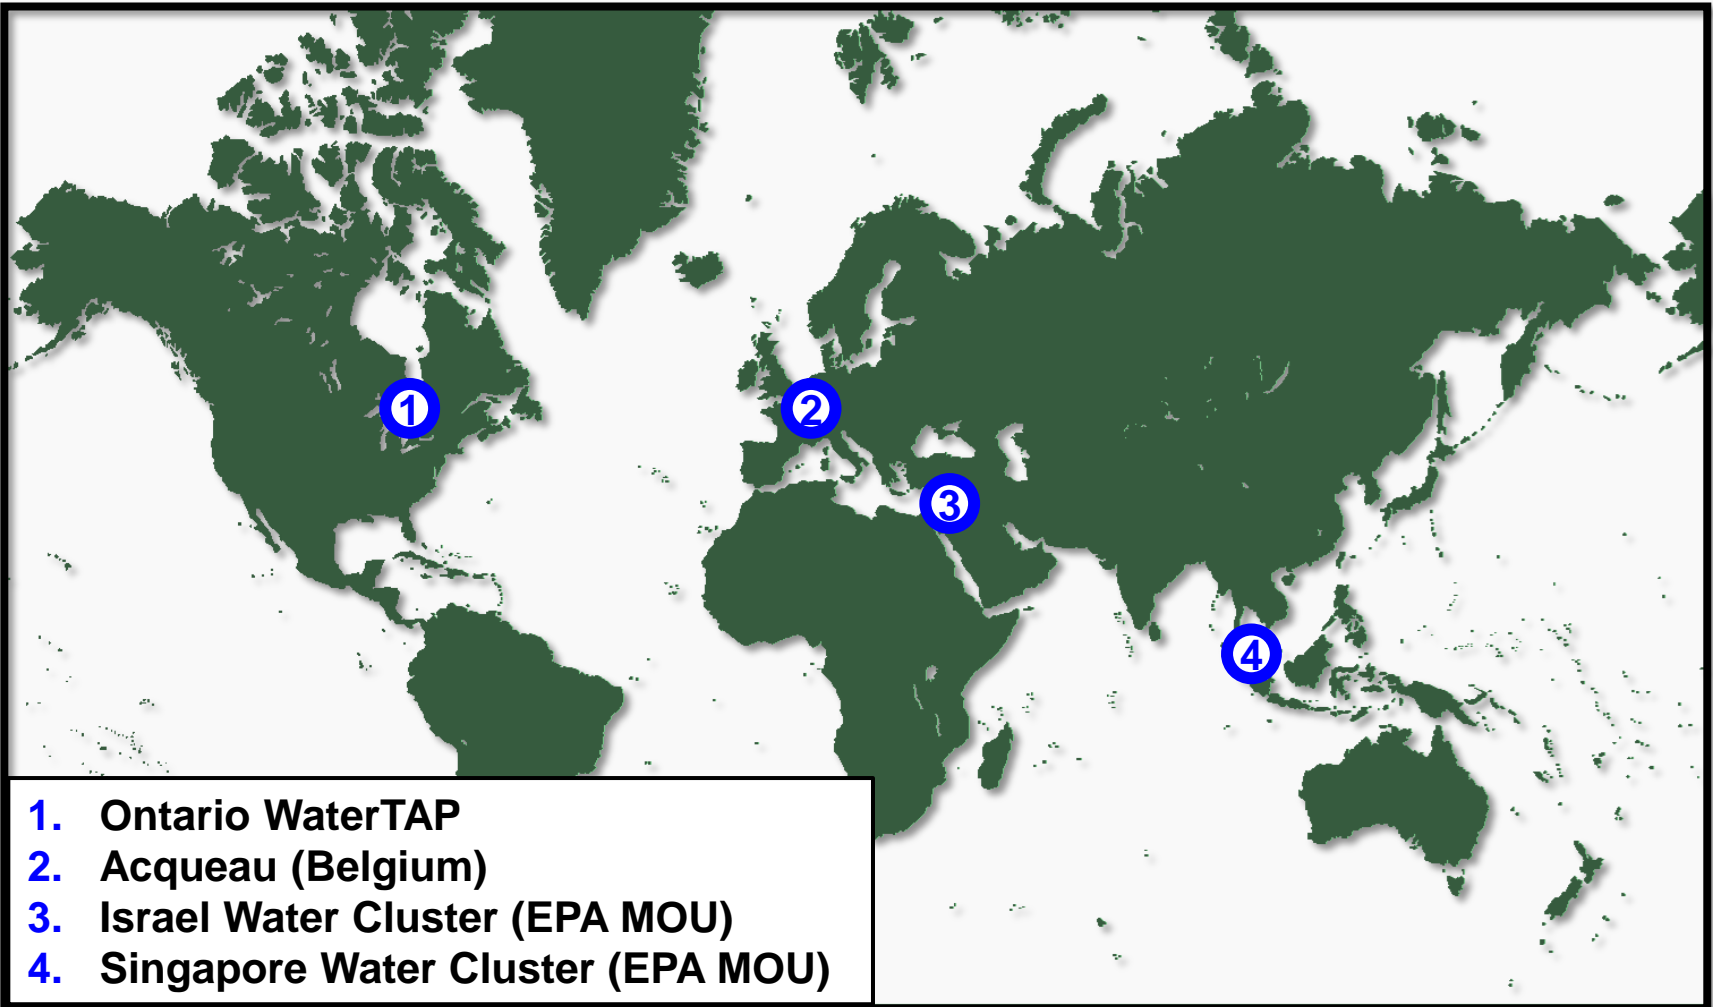 1
2
3
4
1. Ontario WaterTAP
2. Acqueau (Belgium)
3. Israel Water Cluster (EPA MOU)
4. Singapore Water Cluster (EPA MOU)